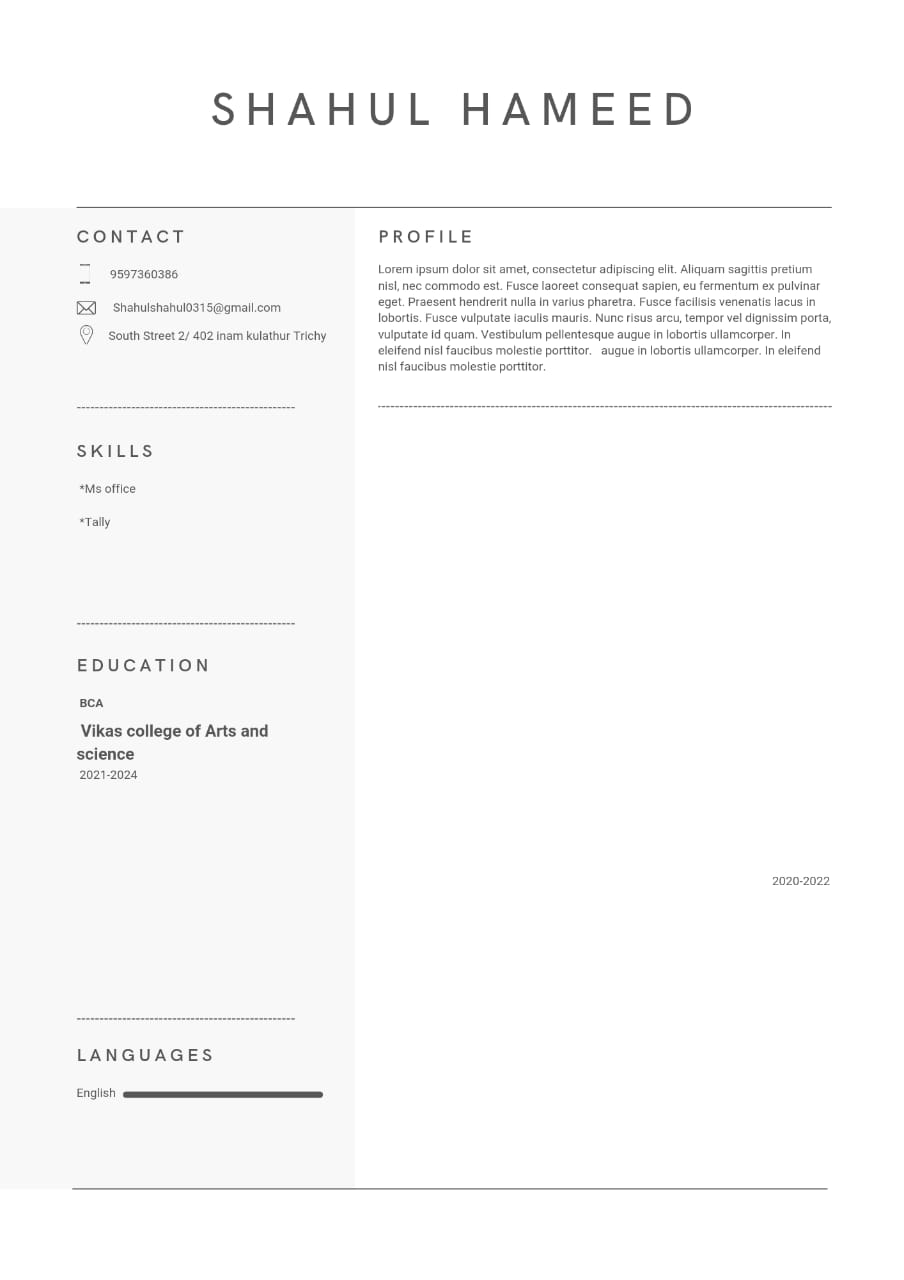 SHAHUL HAMEED
CONTACT
9597360386
Shahulshahul0315@gmail.com
South Street 2/ 402 inam kulathur Trichy
SKILLS
*Ms office
*Tally
EDUCATION
BCA
Vikas college of Arts and
science
2021-2024
LANGUAGES
English
PROFILE
Lorem ipsum dolor sit amet, consectetur adipiscing elit. Aliquam sagittis pretium
nisl, nec commodo est. Fusce laoreet consequat sapien, eu fermentum ex pulvinar
eget. Praesent hendrerit nulla in varius pharetra. Fusce facilisis venenatis lacus in
lobortis. Fusce vulputate iaculis mauris. Nunc risus arcu, tempor vel dignissim porta,
vulputate id quam. Vestibulum pellentesque augue in lobortis ullamcorper. In
eleifend nisl faucibus molestie porttitor.   augue in lobortis ullamcorper. In eleifend
nisl faucibus molestie porttitor.
2020-2022